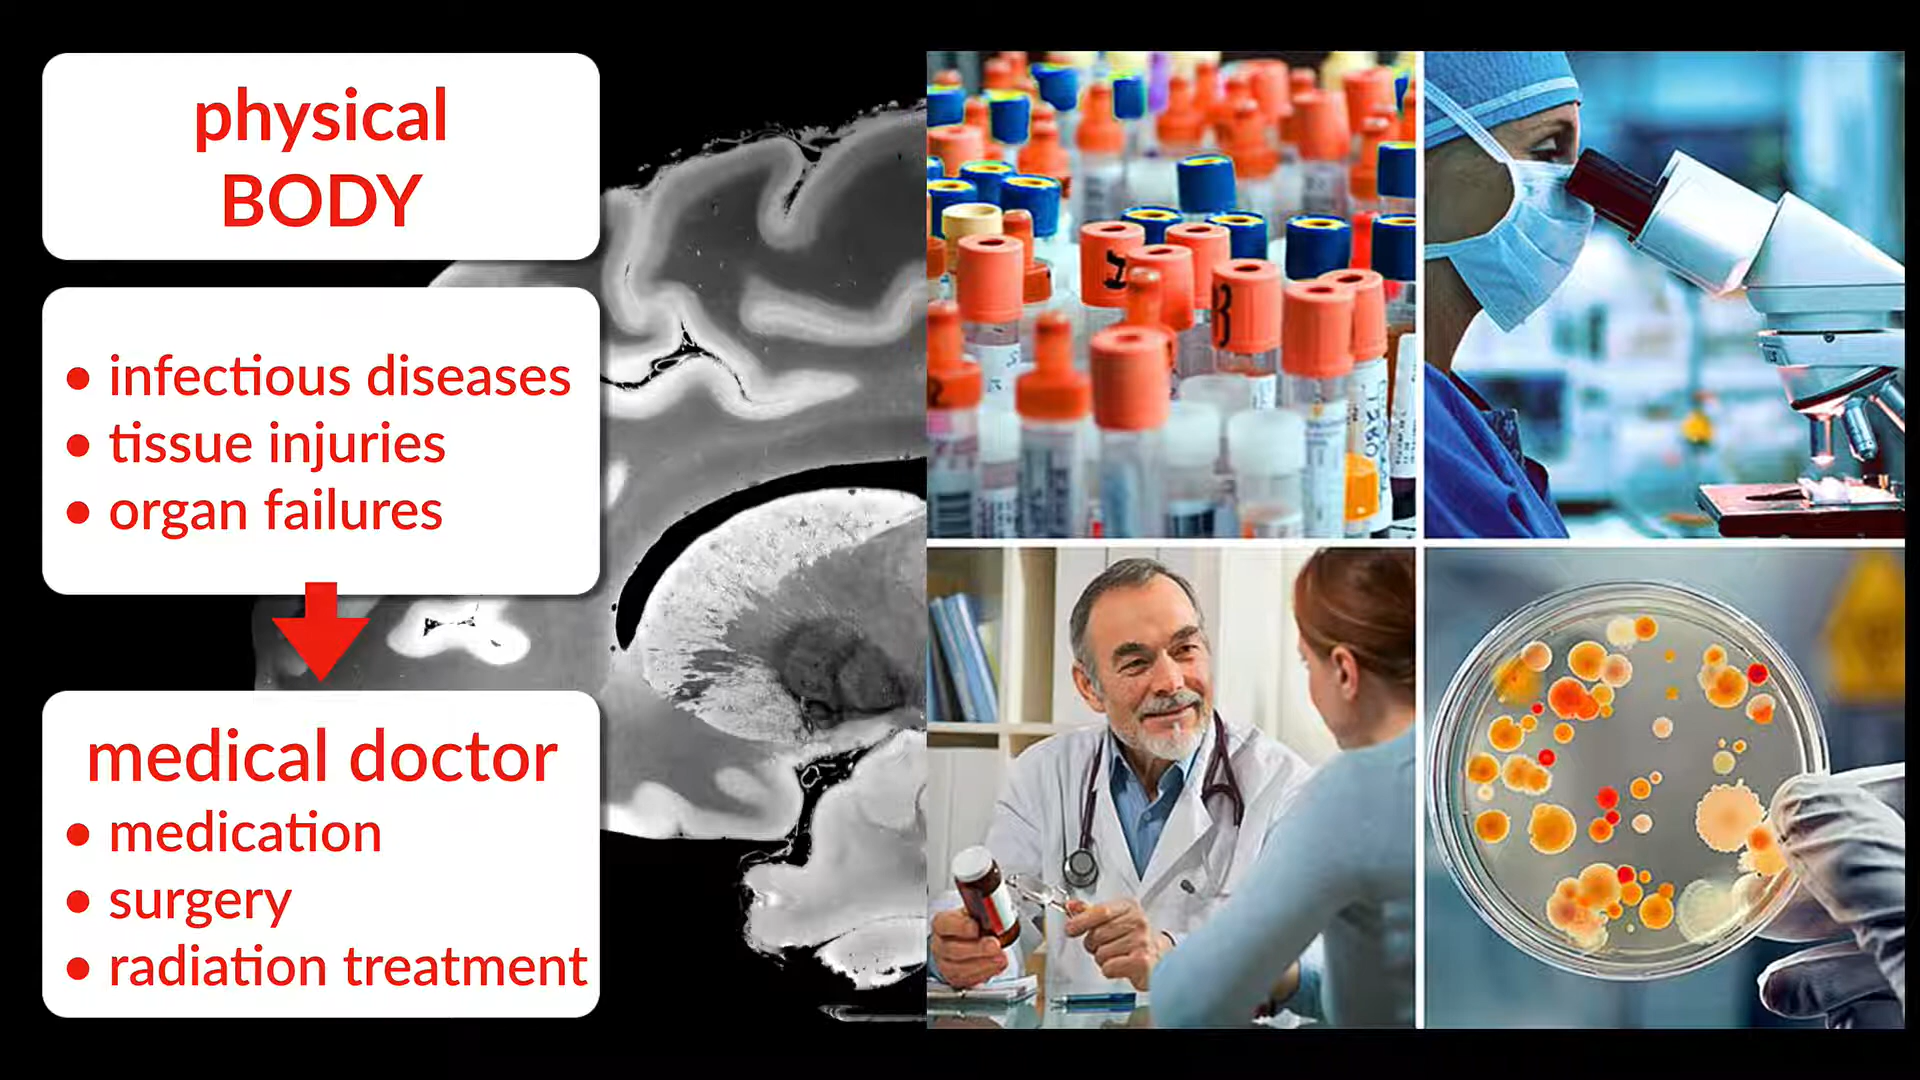 physical
BODY
• infectious diseases
• tissue injuries
• organ failures
medical doctor
• medication
• surgery
• radiation treatment